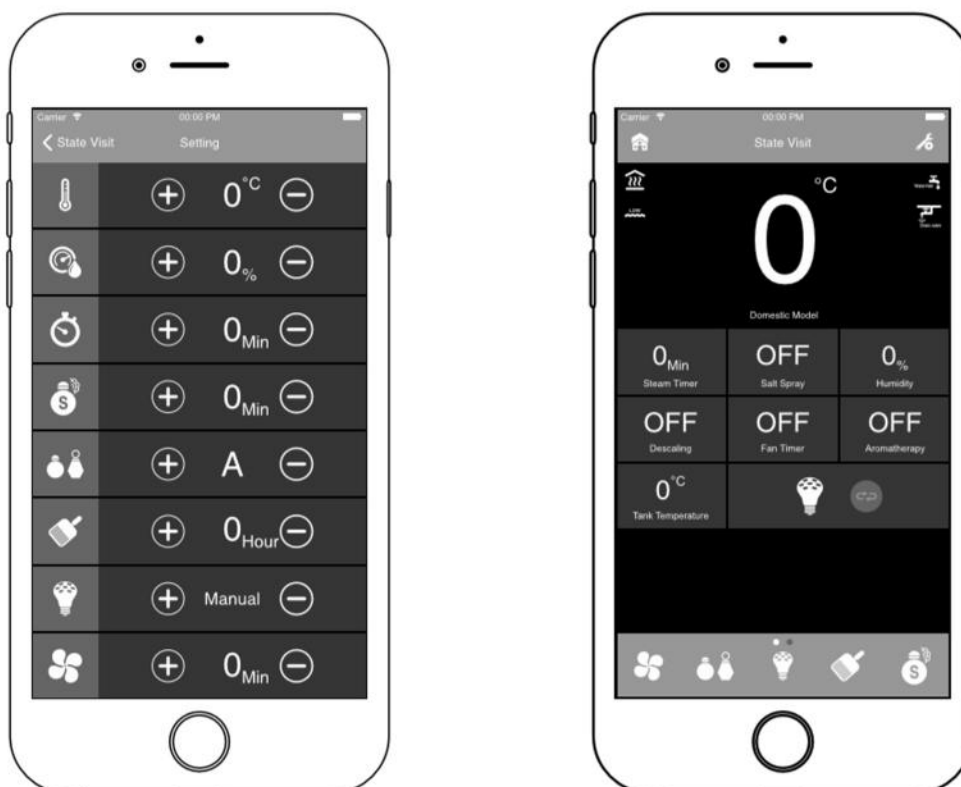 Carrier 00:00 PM
State Visit Setting
0°C
0%
0Min
S 0Min
A
0Hour
Manual
0Min
Carrier 00:00 PM
State Visit
°C
LOW
0
Domestic Model
0Min OFF 0%
Steam Timer Salt Spray Humidity
OFF OFF OFF
Descaling Fan Timer Aromatherapy
0°C
Tank Temperature
S